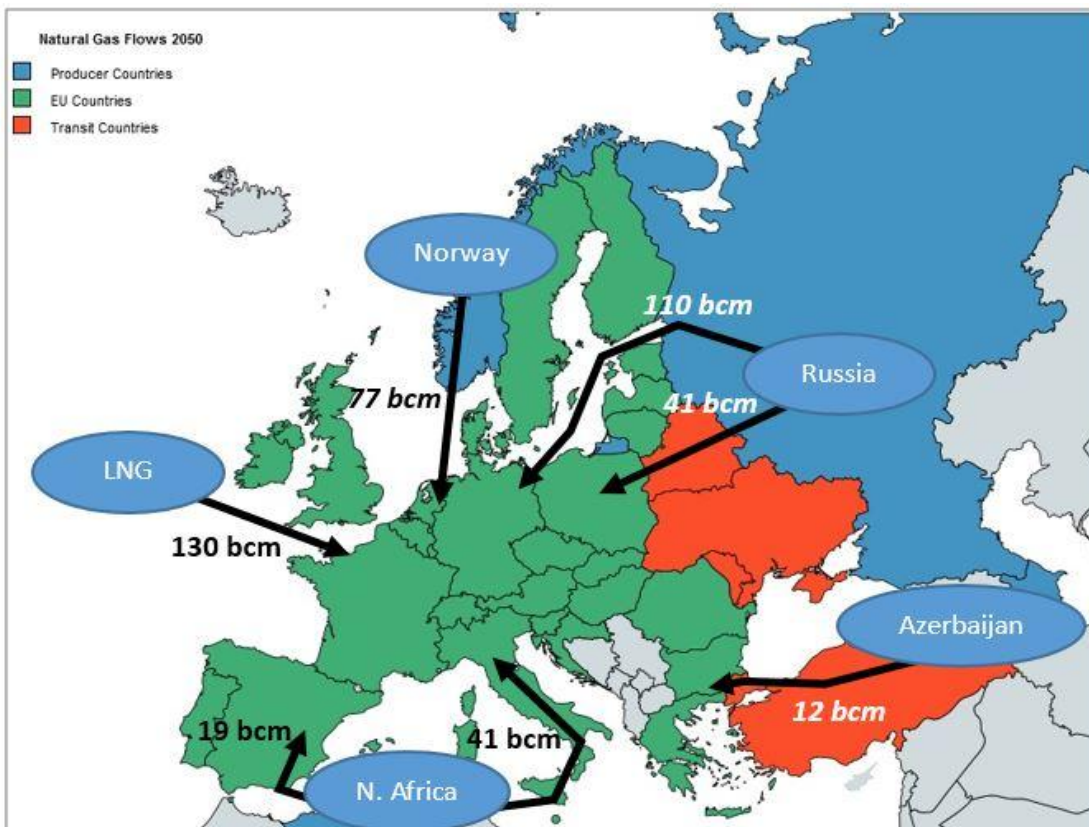 Natural Gas Flows 2050
Producer Countries
EU Countries
Transit Countries
Norway
110 bcm
Russia
77 bcm
41 bcm
LNG
130 bcm
Azerbaijan
12 bcm
19 bcm
41 bcm
N. Africa